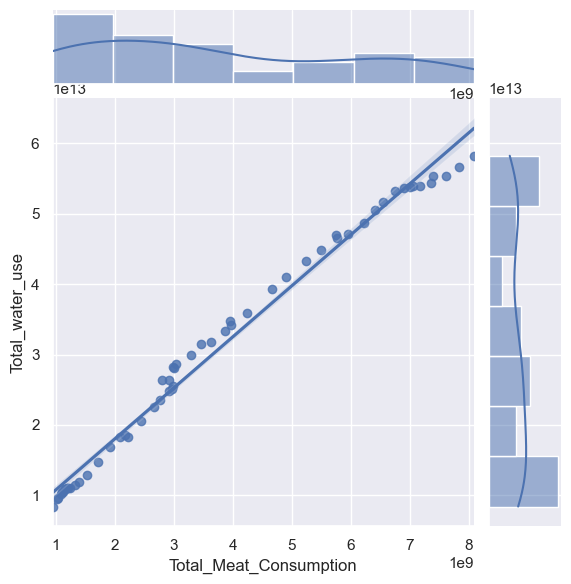 1e13
1e9
1e13
6
5
4
3
2
1
Total_water_use
1 2 3 4 5 6 7 8
1e9
Total_Meat_Consumption